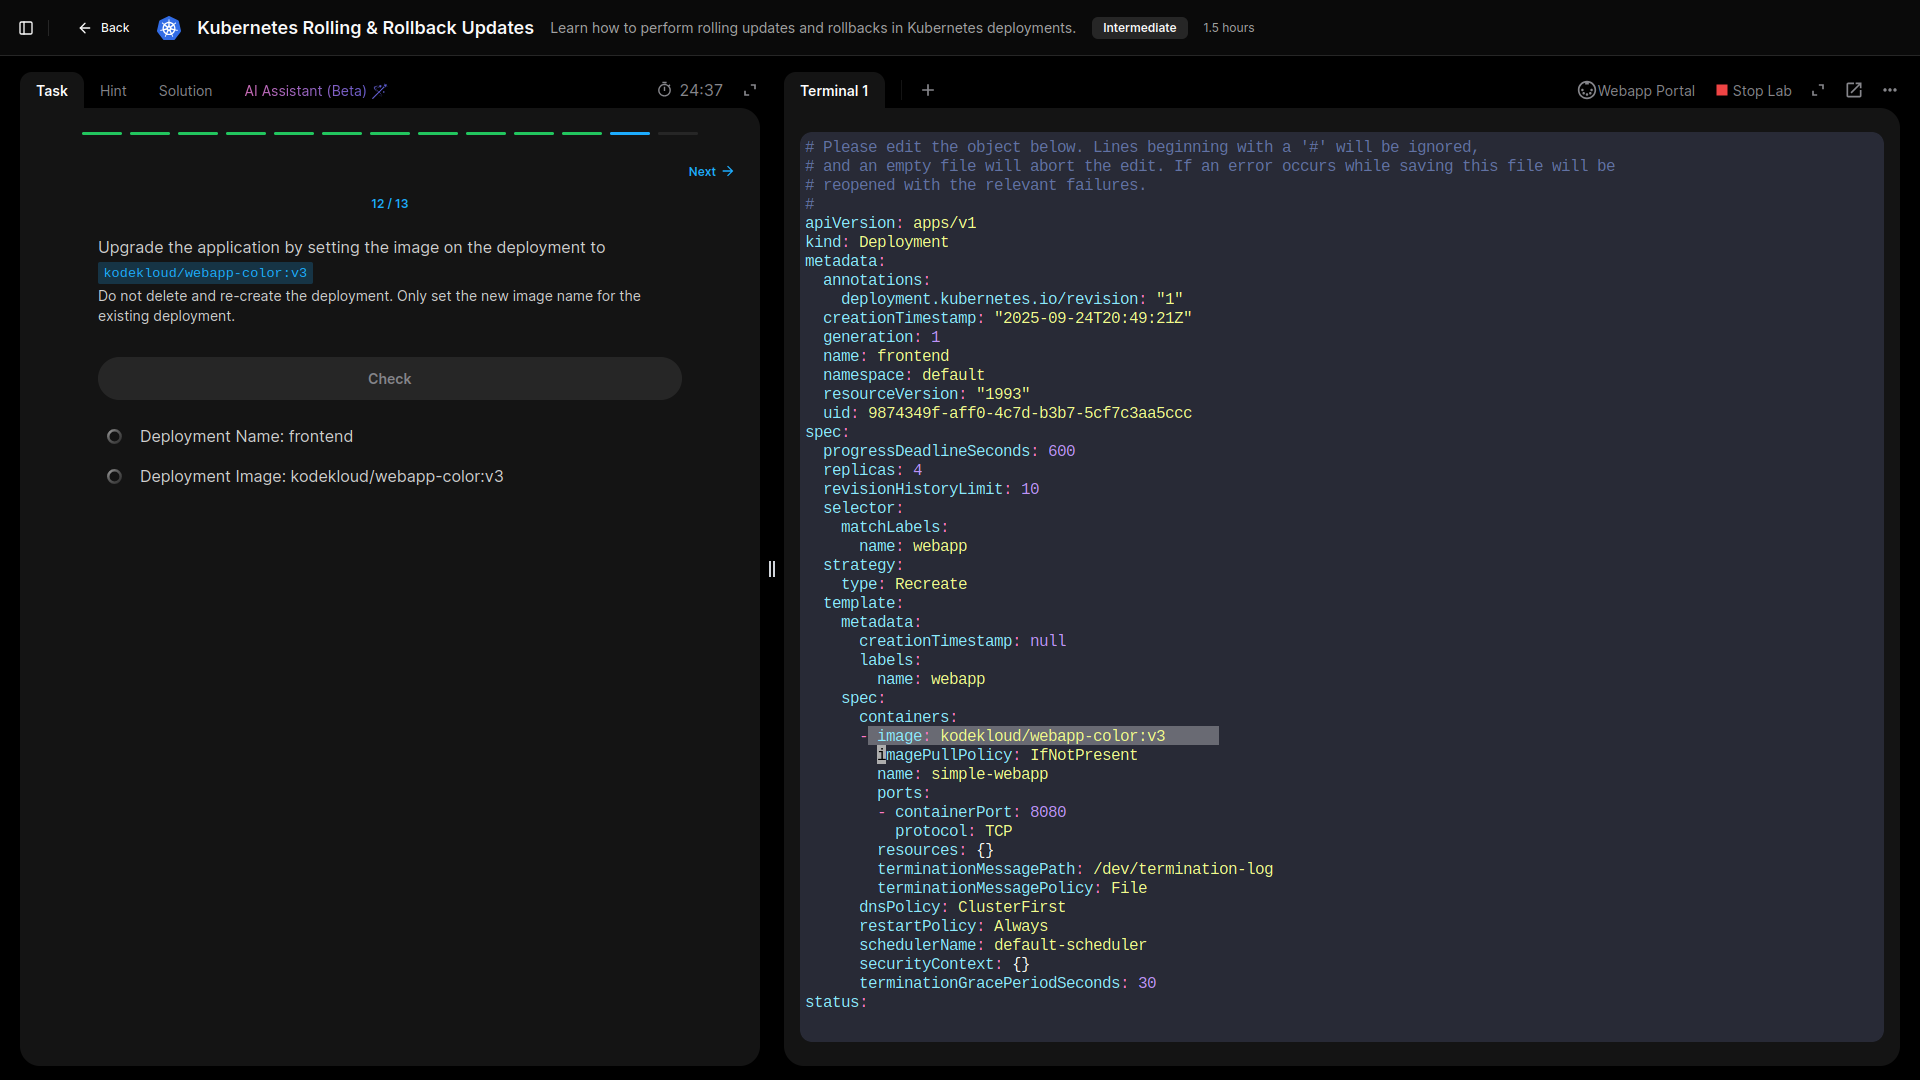 Back
Kubernetes Rolling & Rollback Updates
Learn how to perform rolling updates and rollbacks in Kubernetes deployments.
Intermediate
1.5 hours
Task
Hint
Solution
AI Assistant (Beta)
24:37
Next
12 / 13
Upgrade the application by setting the image on the deployment to
kodekloud/webapp-color:v3
Do not delete and re-create the deployment. Only set the new image name for the
existing deployment.
Check
Deployment Name: frontend
Deployment Image: kodekloud/webapp-color:v3
Terminal 1
Webapp Portal
Stop Lab
# Please edit the object below. Lines beginning with a '#' will be ignored,
# and an empty file will abort the edit. If an error occurs while saving this file will be
# reopened with the relevant failures.
#
apiVersion: apps/v1
kind: Deployment
metadata:
  annotations:
    deployment.kubernetes.io/revision: "1"
  creationTimestamp: "2025-09-24T20:49:21Z"
  generation: 1
  name: frontend
  namespace: default
  resourceVersion: "1993"
  uid: 9874349f-aff0-4c7d-b3b7-5cf7c3aa5ccc
spec:
  progressDeadlineSeconds: 600
  replicas: 4
  revisionHistoryLimit: 10
  selector:
    matchLabels:
      name: webapp
  strategy:
    type: Recreate
  template:
    metadata:
      creationTimestamp: null
      labels:
        name: webapp
    spec:
      containers:
      - image: kodekloud/webapp-color:v3
        imagePullPolicy: IfNotPresent
        name: simple-webapp
        ports:
        - containerPort: 8080
          protocol: TCP
        resources: {}
        terminationMessagePath: /dev/termination-log
        terminationMessagePolicy: File
      dnsPolicy: ClusterFirst
      restartPolicy: Always
      schedulerName: default-scheduler
      securityContext: {}
      terminationGracePeriodSeconds: 30
status: